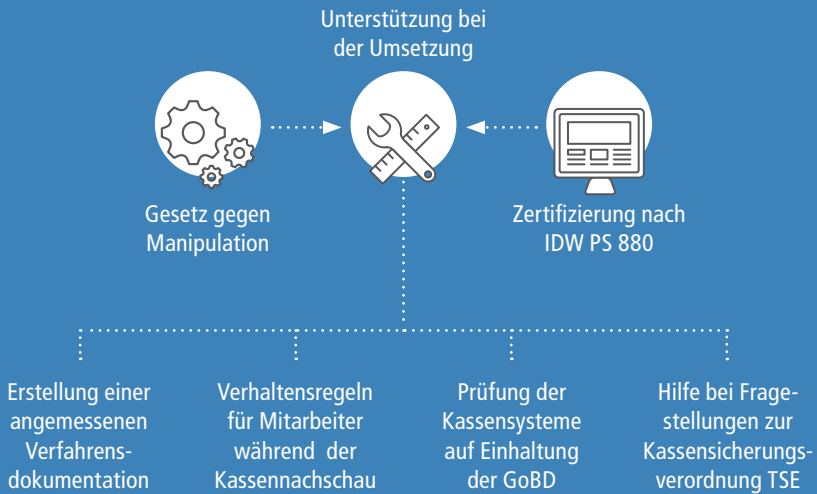 Unterstützung bei
der Umsetzung
Gesetz gegen
Manipulation
Zertifizierung nach
IDW PS 880
Erstellung einer
angemessenen
Verfahrens-
dokumentation
Verhaltensregeln
für Mitarbeiter
während der
Kassennachschau
Prüfung der
Kassensysteme
auf Einhaltung
der GoBD
Hilfe bei Frage-
stellungen zur
Kassensicherungs-
verordnung TSE